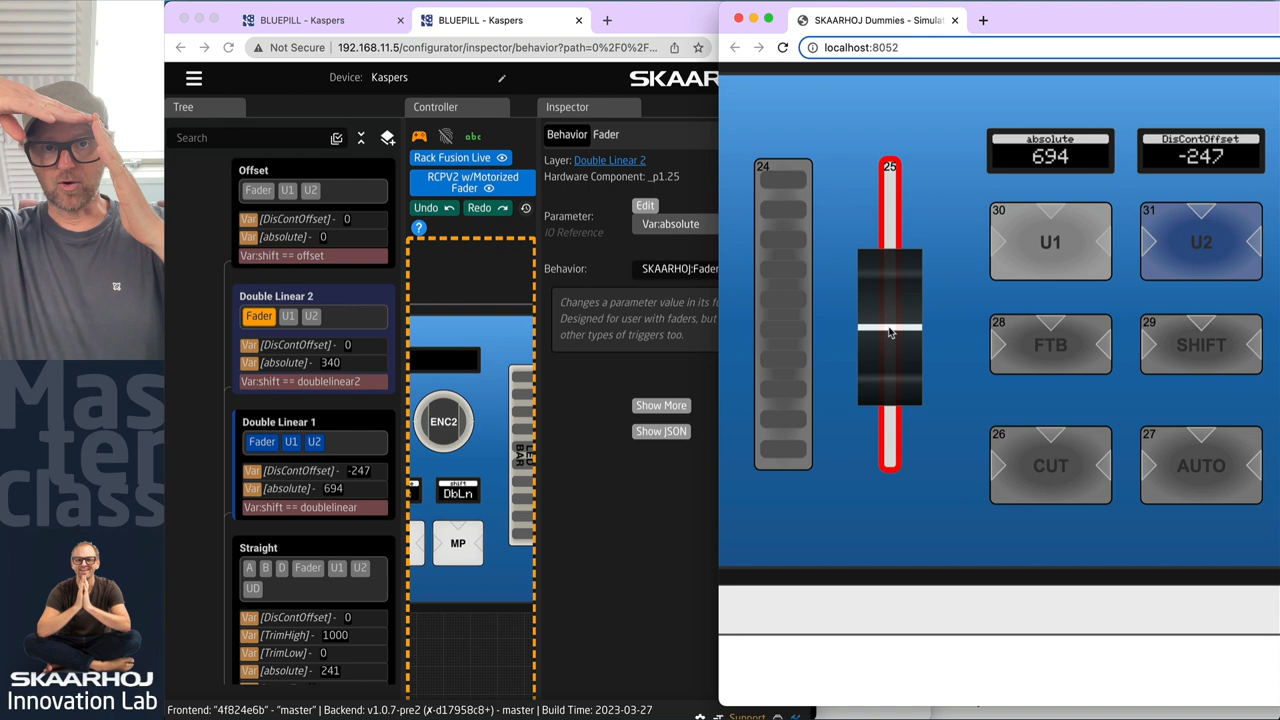 BLUEPILL - Kaspers
BLUEPILL - Kaspers
Not Secure
192.168.11.5/configurator/inspector/behavior?path=0%2F0%2F...
Device: Kaspers
SKAAR
Tree
Controller
Inspector
Search
abc
Rack Fusion Live
RCPV2 w/Motorized
Fader
Undo
Redo
?
Behavior Fader
Layer: Double Linear 2
Hardware Component: _p1.25
Parameter:
IO Reference
Edit
Var:absolute
Behavior:
SKAARHOJ:Fader
Changes a parameter value in its fu
Designed for user with faders, but
other types of triggers too.
Show More
Show JSON
Offset
Fader U1 U2
Var [DisContOffset] - 0
Var [absolute] - 0
Var:shift == offset
Double Linear 2
Fader U1 U2
Var [DisContOffset] - 0
Var [absolute] - 340
Var:shift == doublelinear2
Double Linear 1
Fader U1 U2
Var [DisContOffset] - -247
Var [absolute] - 694
Var:shift == doublelinear
Straight
A B D Fader U1 U2
UD
Var [DisContOffset] - 0
Var [TrimHigh] - 1000
Var [TrimLow] - 0
Var [absolute] - 241
ENC2
LED
BAR
shift
DbLn
MP
Frontend: "4f824e6b" - "master" | Backend: v1.0.7-pre2 (✗-d17958c8+) - master | Build Time: 2023-03-27
Support
SKAARHOJ Dummies - Simulat
localhost:8052
24
25
absolute
694
DisContOffset
-247
30
U1
31
U2
28
FTB
29
SHIFT
26
CUT
27
AUTO
Mas
ter
Class
SKAARHOJ
Innovation Lab